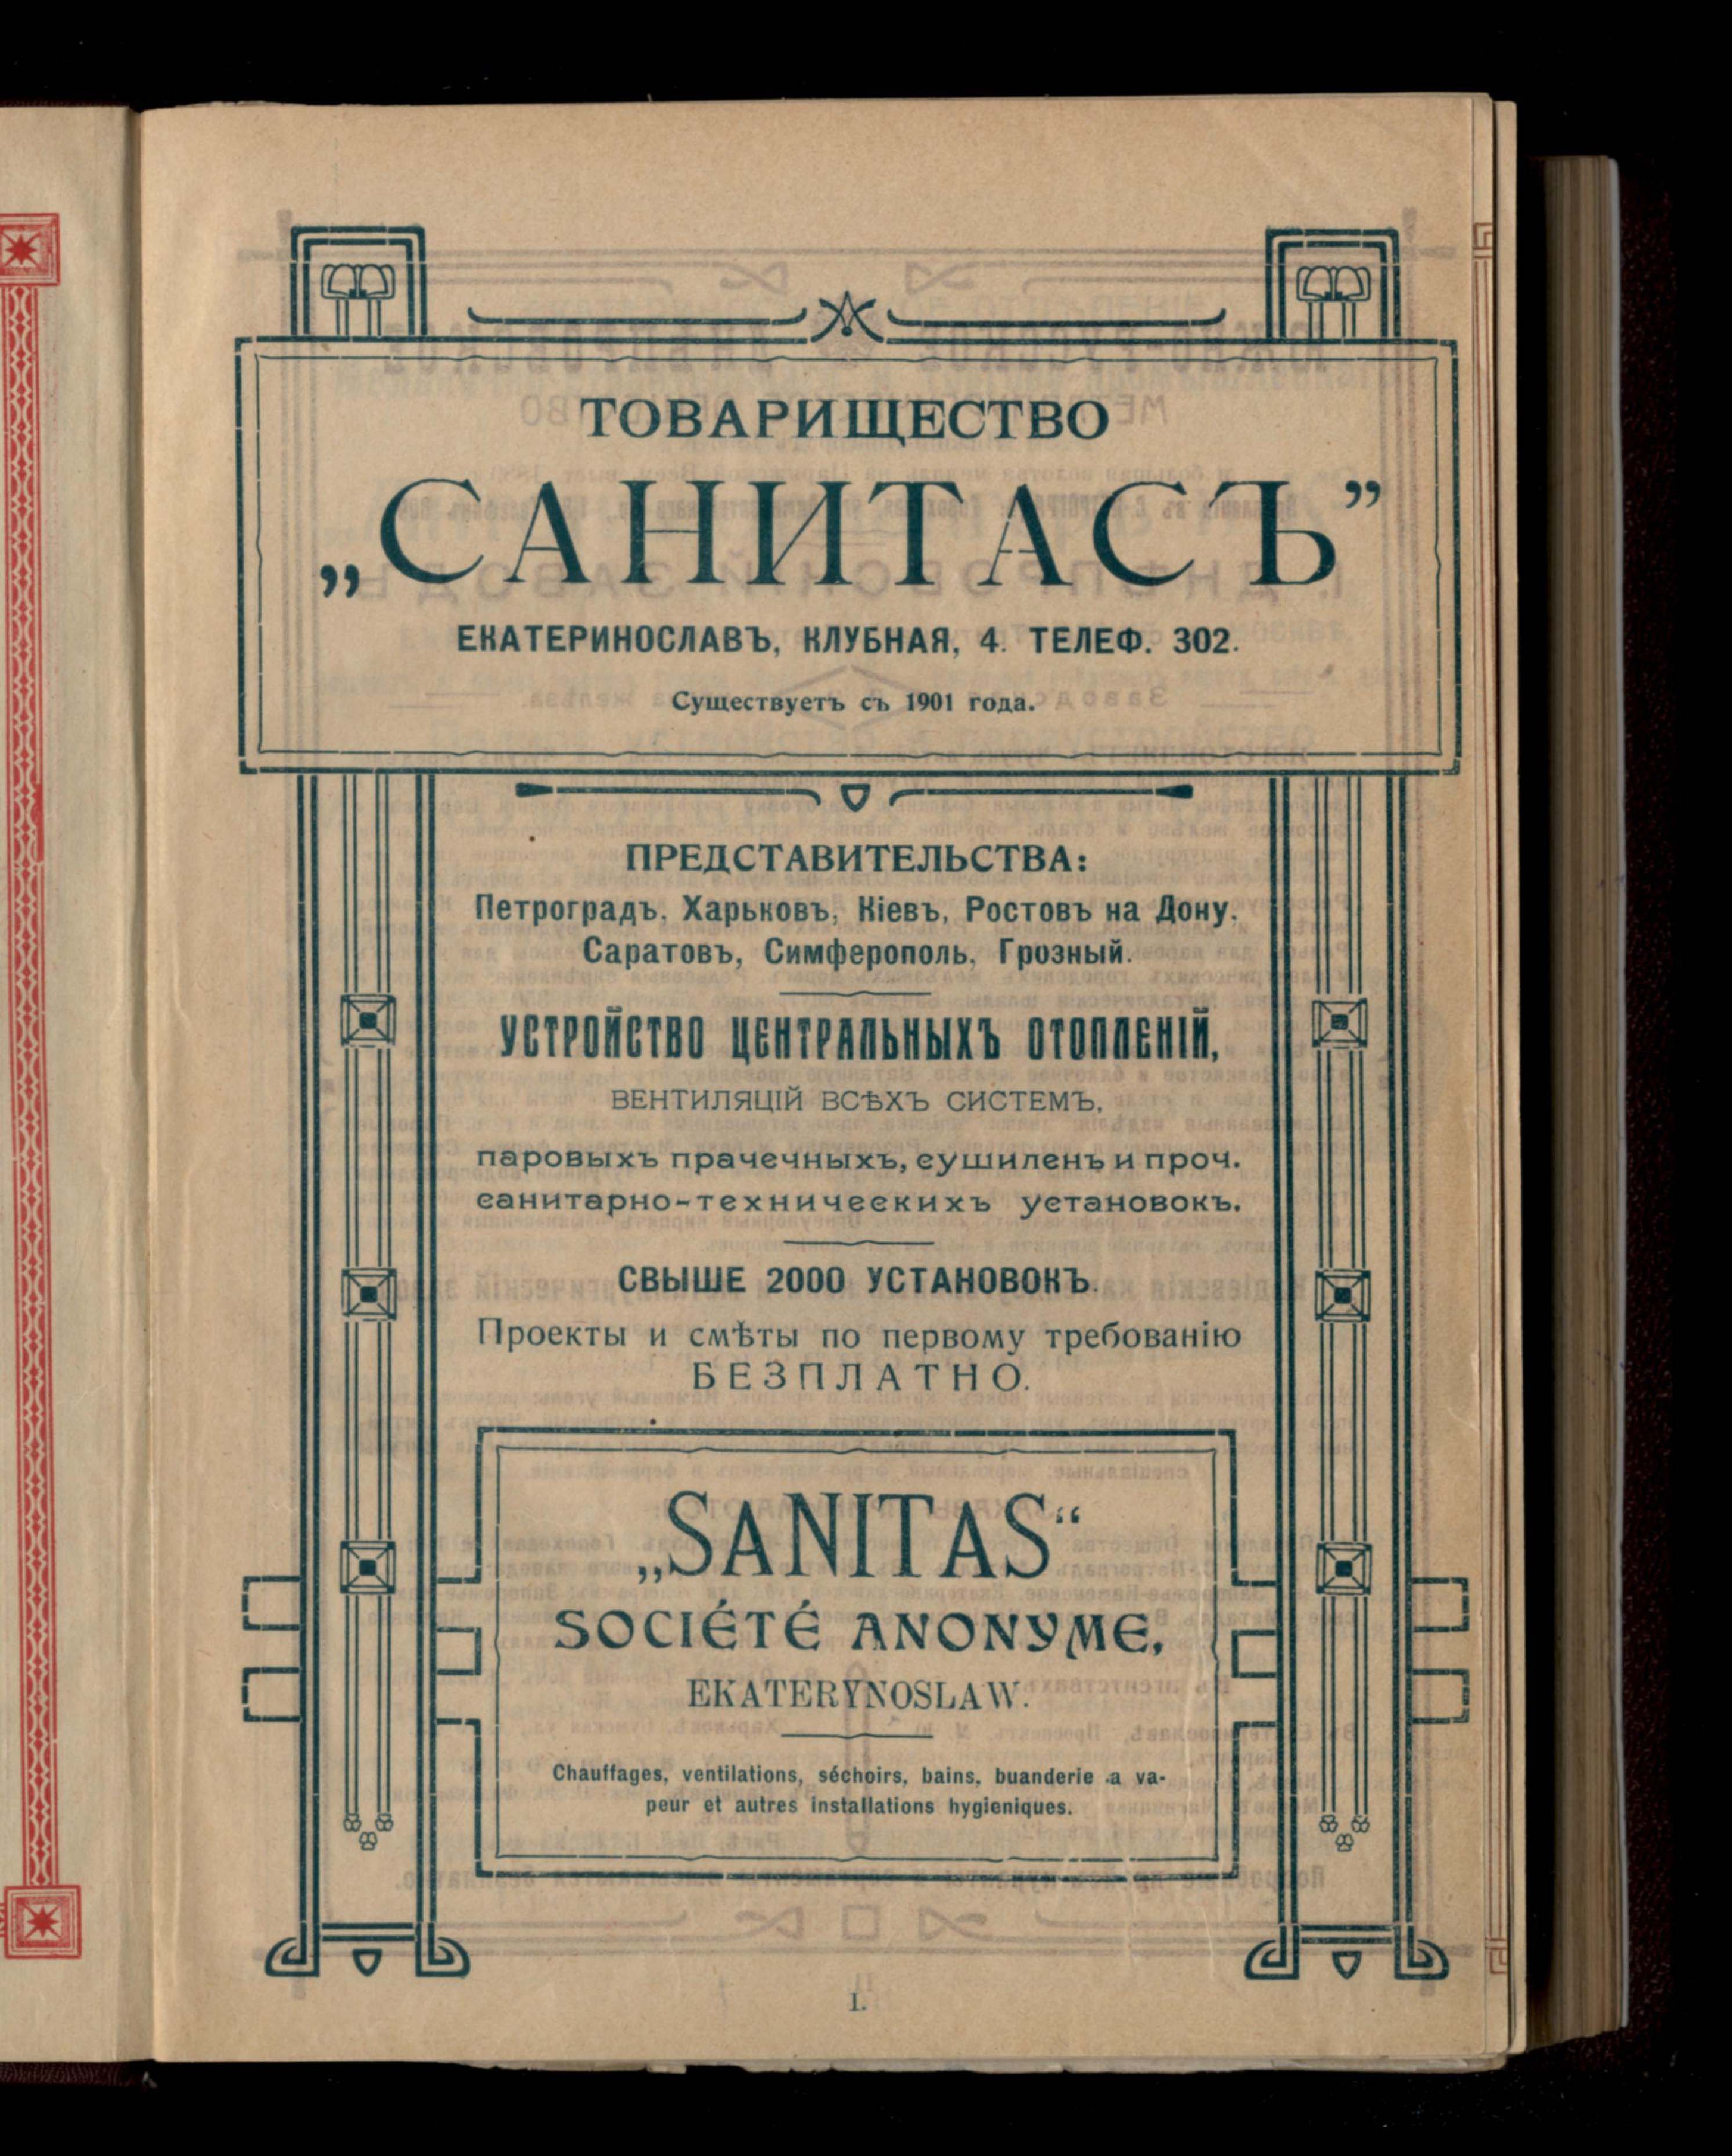 ТОВАРИЩЕСТВО
„САНИТАСЪ”
ЕКАТЕРИНОСЛАВЪ, КЛУБНАЯ, 4. ТЕЛЕФ. 302.
Существуетъ съ 1901 года.
ПРЕДСТАВИТЕЛЬСТВА:
Петроградъ, Харьковъ, Кіевъ, Ростовъ на Дону,
Саратовъ, Симферополь, Грозный.
УСТРОЙСТВО ЦЕНТРАЛЬНЫХЪ ОТОПЛЕНІЙ,
ВЕНТИЛЯЦІЙ ВСѢХЪ СИСТЕМЪ,
паровыхъ прачечныхъ, сушиленъ и проч.
санитарно-техническихъ установокъ.
СВЫШЕ 2000 УСТАНОВОКЪ.
Проекты и смѣты по первому требованію
БЕЗПЛАТНО.
„SANITAS“
SOCIÉTÉ ANONYME,
EKATERYNOSLAW.
Chauffages, ventilations, séchoirs, bains, buanderie a va-
peur et autres installations hygieniques.
I.